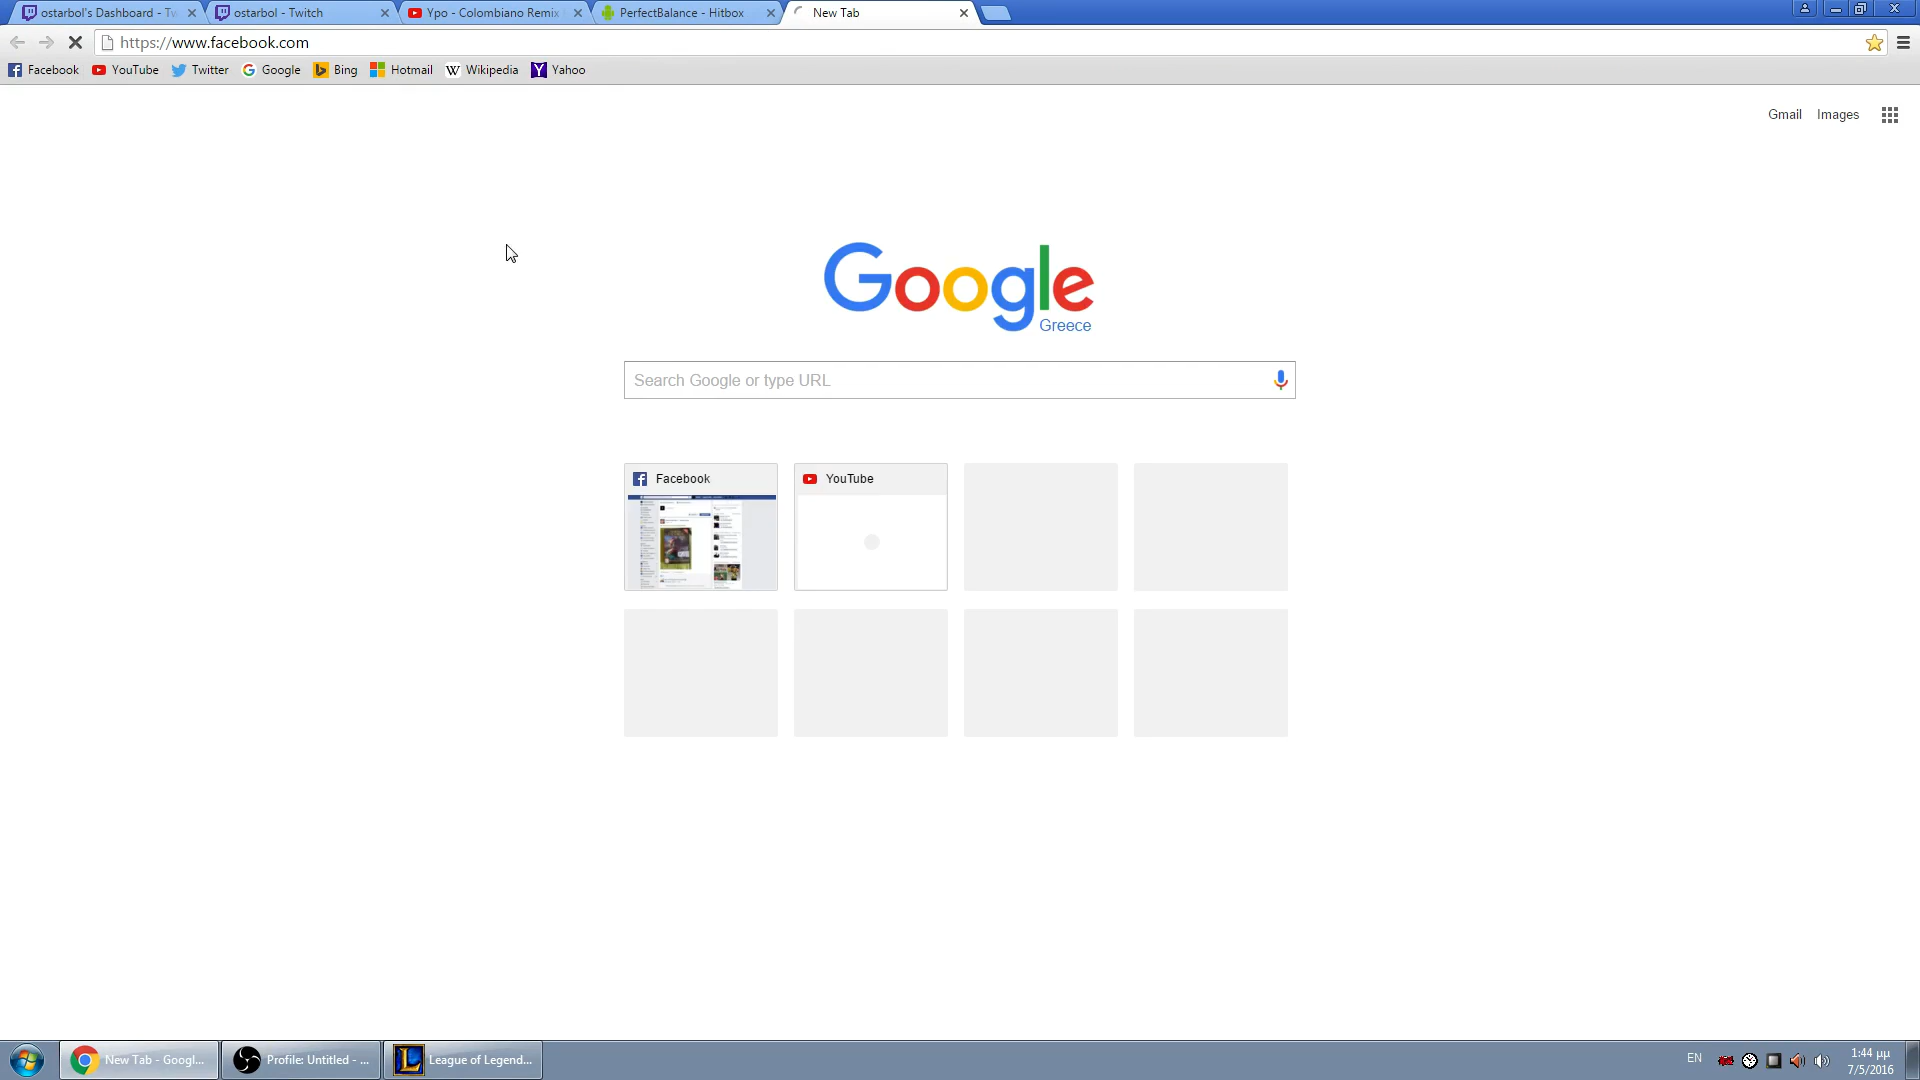 ostarbol's Dashboard - Tw
ostarbol - Twitch
Ypo - Colombiano Remix
PerfectBalance - Hitbox
New Tab
https://www.facebook.com
Facebook YouTube Twitter Google Bing Hotmail Wikipedia Yahoo
Gmail Images
Google
Greece
Search Google or type URL
Facebook
YouTube
New Tab - Googl...
Profile: Untitled - ...
League of Legend...
EN
1:44 μμ
7/5/2016